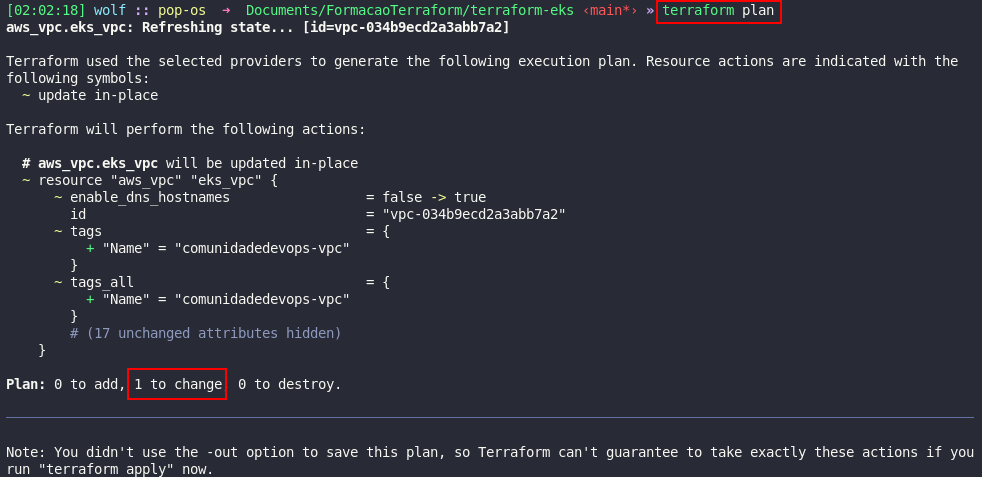 [02:02:18] wolf :: pop-os  →  Documents/FormacaoTerraform/terraform-eks ‹main*› » terraform plan
aws_vpc.eks_vpc: Refreshing state... [id=vpc-034b9ecd2a3abb7a2]

Terraform used the selected providers to generate the following execution plan. Resource actions are indicated with the
following symbols:
  ~ update in-place

Terraform will perform the following actions:

  # aws_vpc.eks_vpc will be updated in-place
  ~ resource "aws_vpc" "eks_vpc" {
      ~ enable_dns_hostnames                 = false -> true
        id                                   = "vpc-034b9ecd2a3abb7a2"
      ~ tags                                 = {
          + "Name" = "comunidadedevops-vpc"
        }
      ~ tags_all                             = {
          + "Name" = "comunidadedevops-vpc"
        }
        # (17 unchanged attributes hidden)
    }

Plan: 0 to add, 1 to change, 0 to destroy.

Note: You didn't use the -out option to save this plan, so Terraform can't guarantee to take exactly these actions if you
run "terraform apply" now.